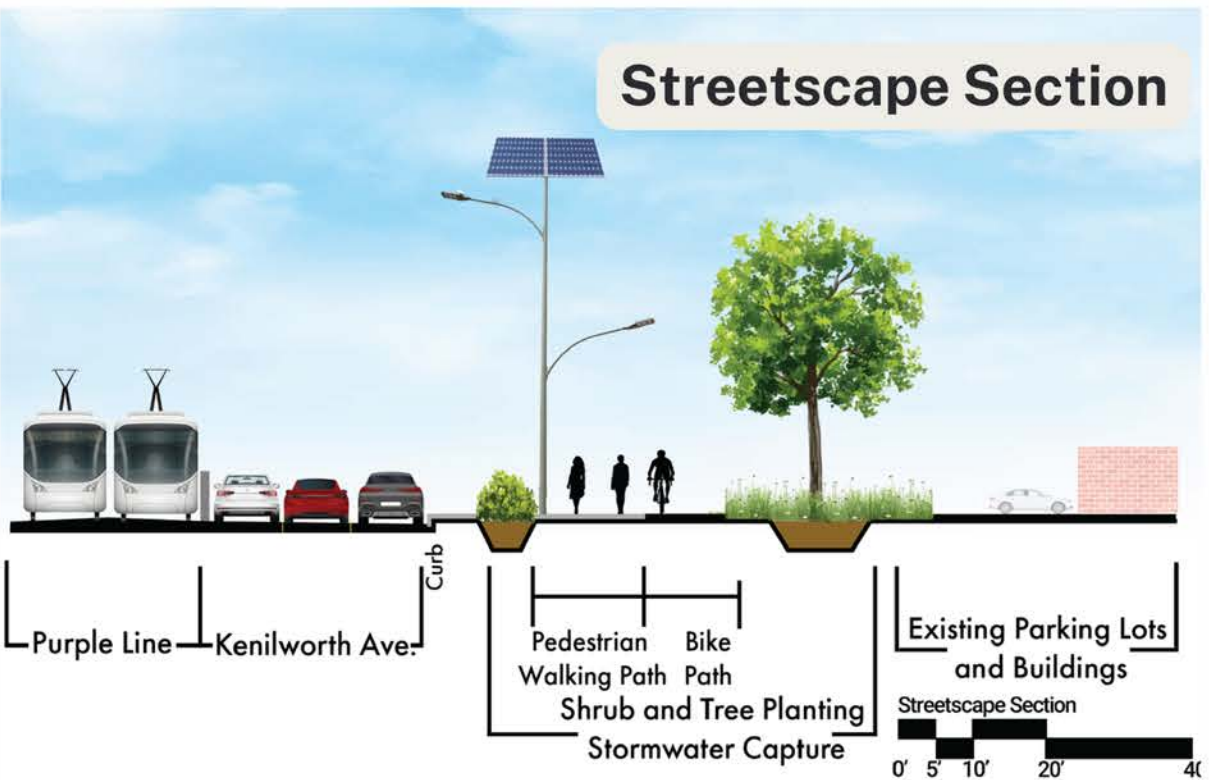 Streetscape Section
Curb
Purple Line
Kenilworth Ave.
Pedestrian
Walking Path
Bike
Path
Shrub and Tree Planting
Stormwater Capture
Existing Parking Lots
and Buildings
Streetscape Section
0' 5' 10' 20' 40